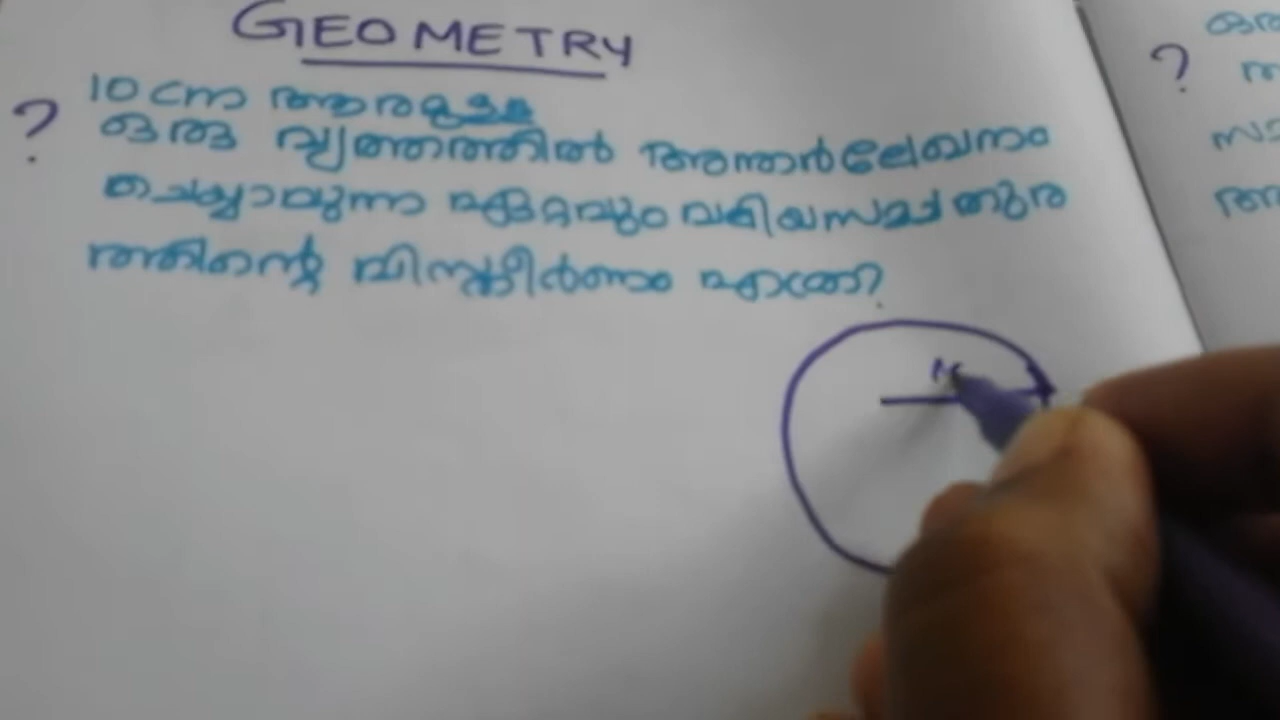 GEOMETRY
? 10 cm ആരമുള്ള
ഒരു വൃത്തത്തിൽ അന്തർലേഖനം
ചെയ്യാവുന്ന ഏറ്റവും വലിയ സമചതുര
ത്തിന്റെ വിസ്തീർണം എത്ര?
?